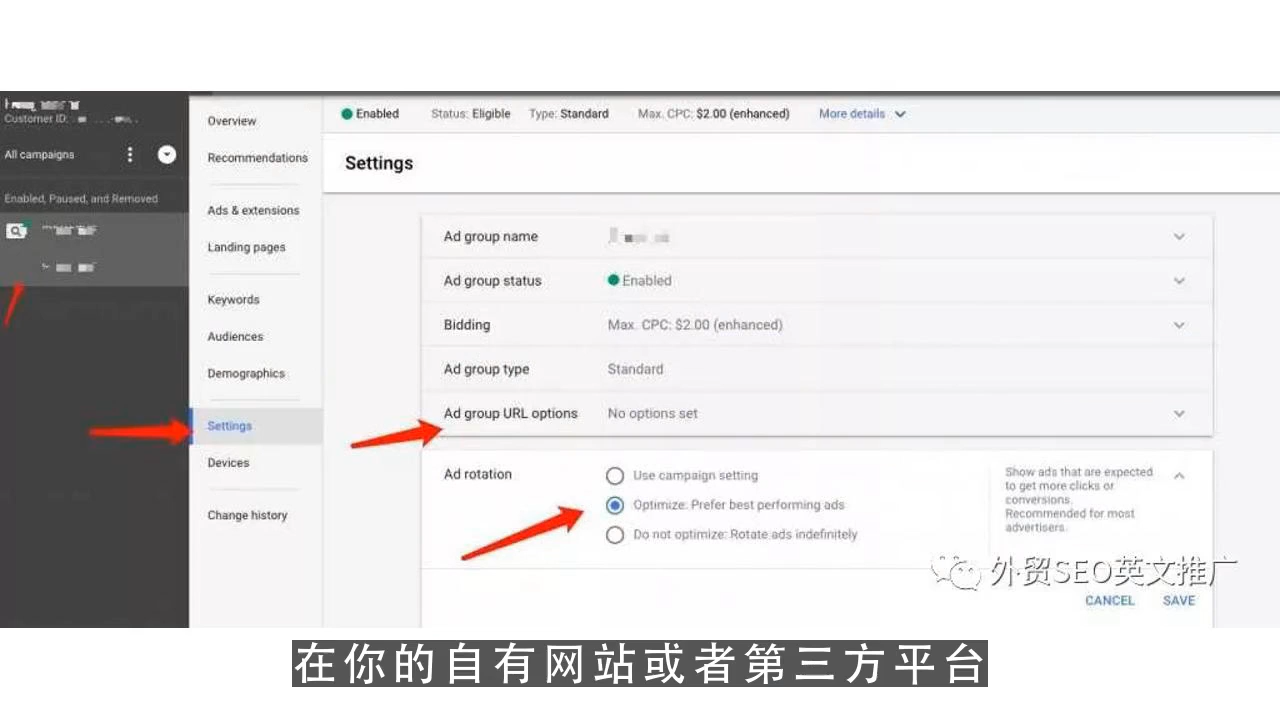 Customer ID:
All campaigns
Enabled, Paused, and Removed
Overview
Recommendations
Ads & extensions
Landing pages
Keywords
Audiences
Demographics
Settings
Devices
Change history
Enabled Status: Eligible Type: Standard Max. CPC: $2.00 (enhanced) More details
Settings
Ad group name
Ad group status Enabled
Bidding Max. CPC: $2.00 (enhanced)
Ad group type Standard
Ad group URL options No options set
Ad rotation
Use campaign setting
Optimize: Prefer best performing ads
Do not optimize: Rotate ads indefinitely
Show ads that are expected
to get more clicks or
conversions.
Recommended for most
advertisers.
外贸SEO英文推广
CANCEL SAVE
在你的自有网站或者第三方平台